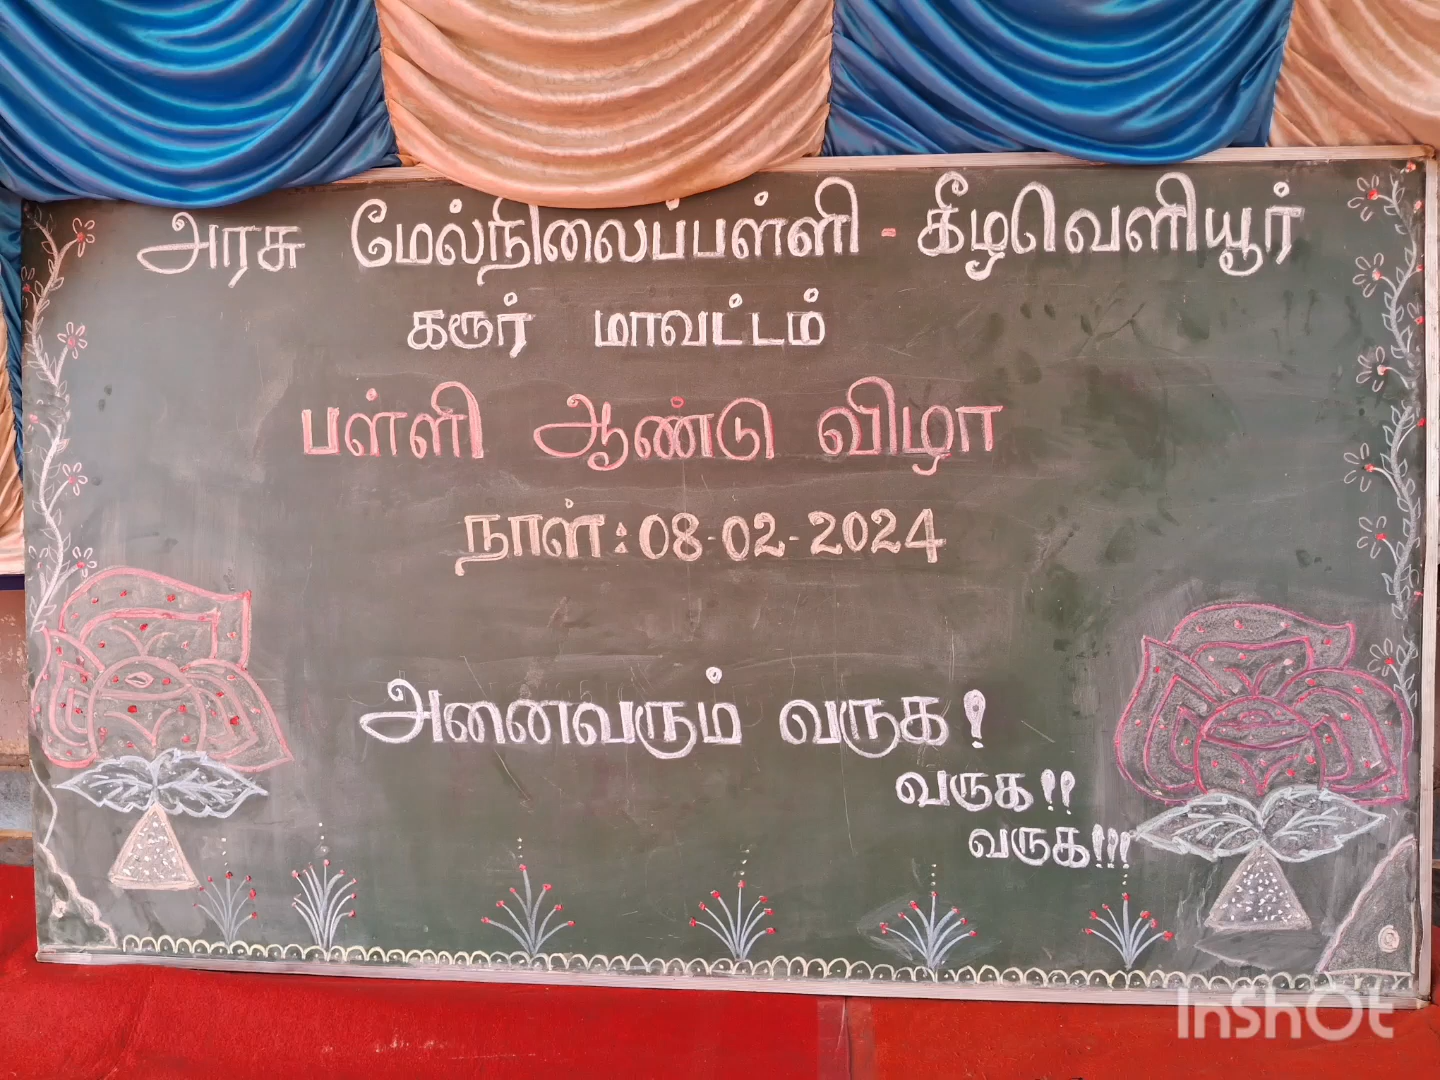 அரசு மேல்நிலைப்பள்ளி - கீழவெளியூர்
கரூர் மாவட்டம்
பள்ளி ஆண்டு விழா
நாள் : 08-02-2024
அனைவரும் வருக!
வருக!!
வருக!!!
InShOt